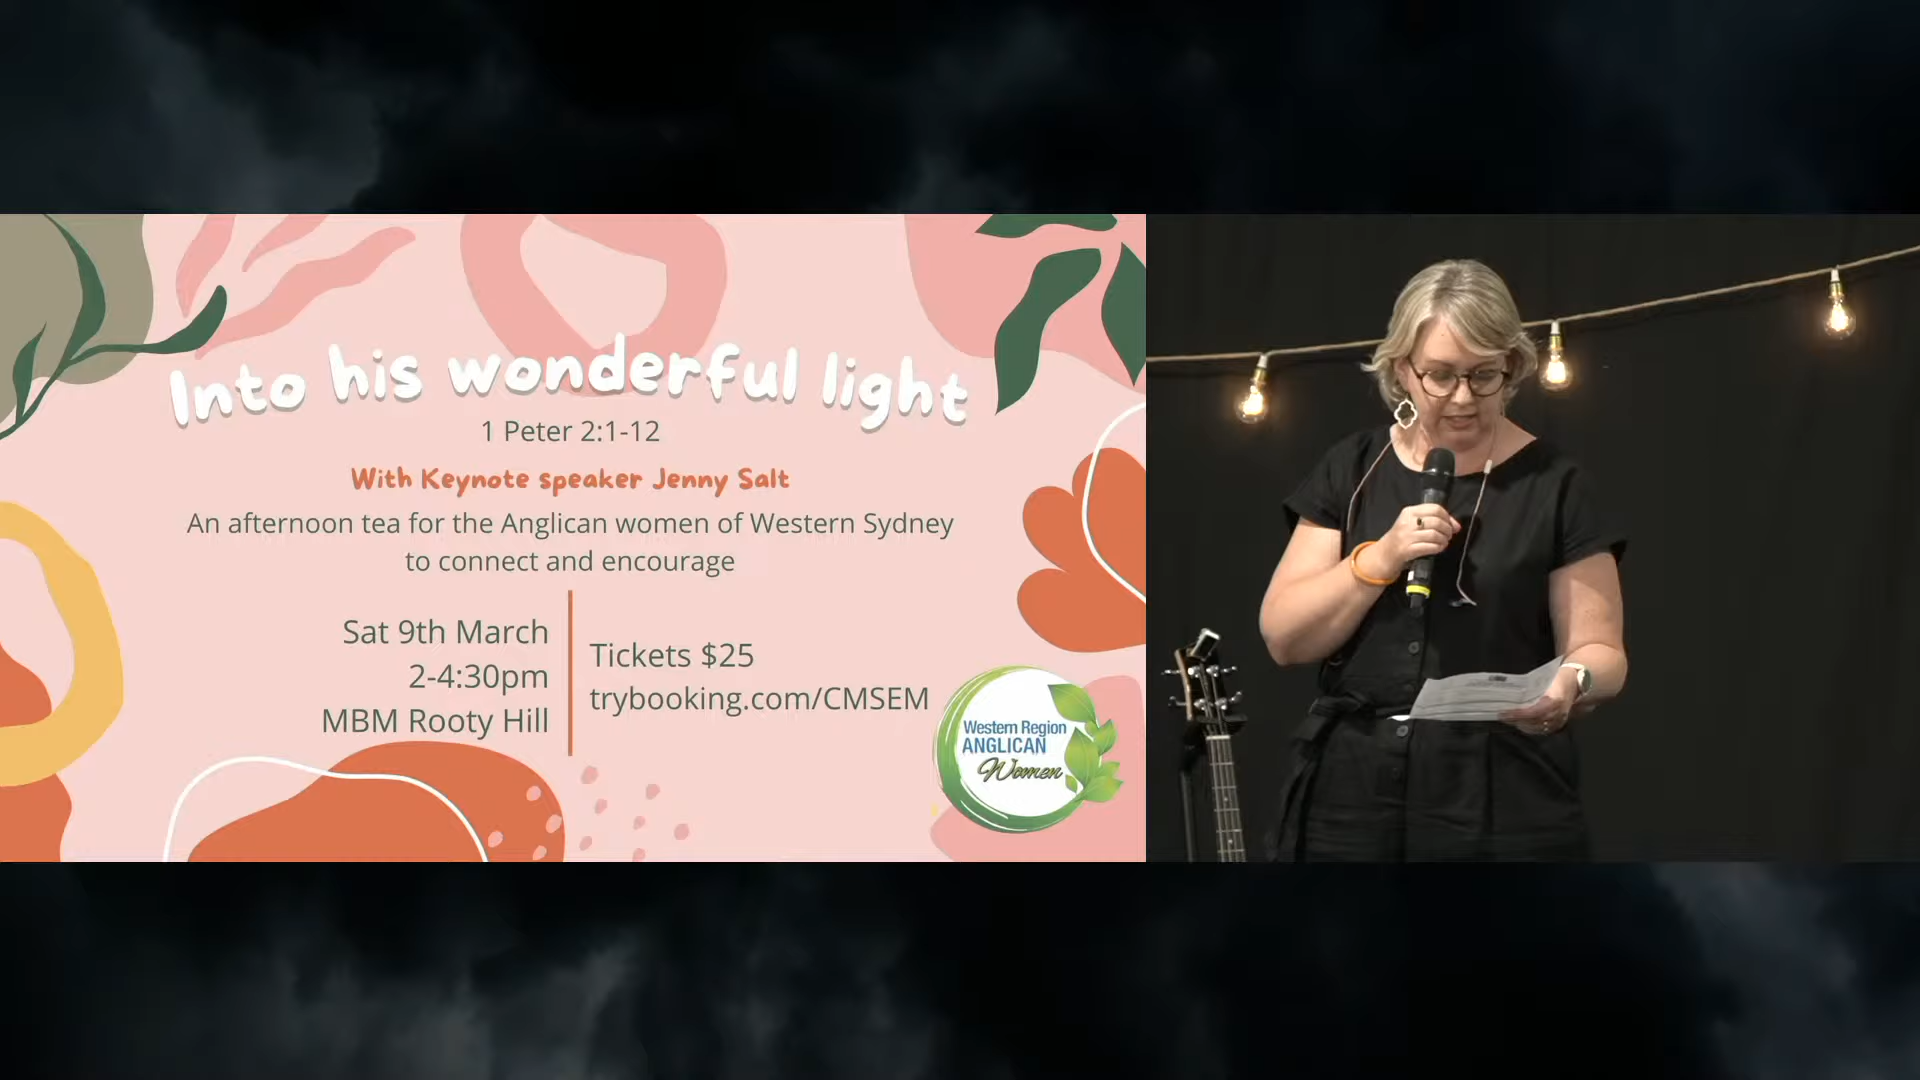 Into his wonderful light
1 Peter 2:1-12
With Keynote speaker Jenny Salt
An afternoon tea for the Anglican women of Western Sydney
to connect and encourage
Sat 9th March
2-4:30pm
MBM Rooty Hill
Tickets $25
trybooking.com/CMSEM
Western Region
ANGLICAN
Women